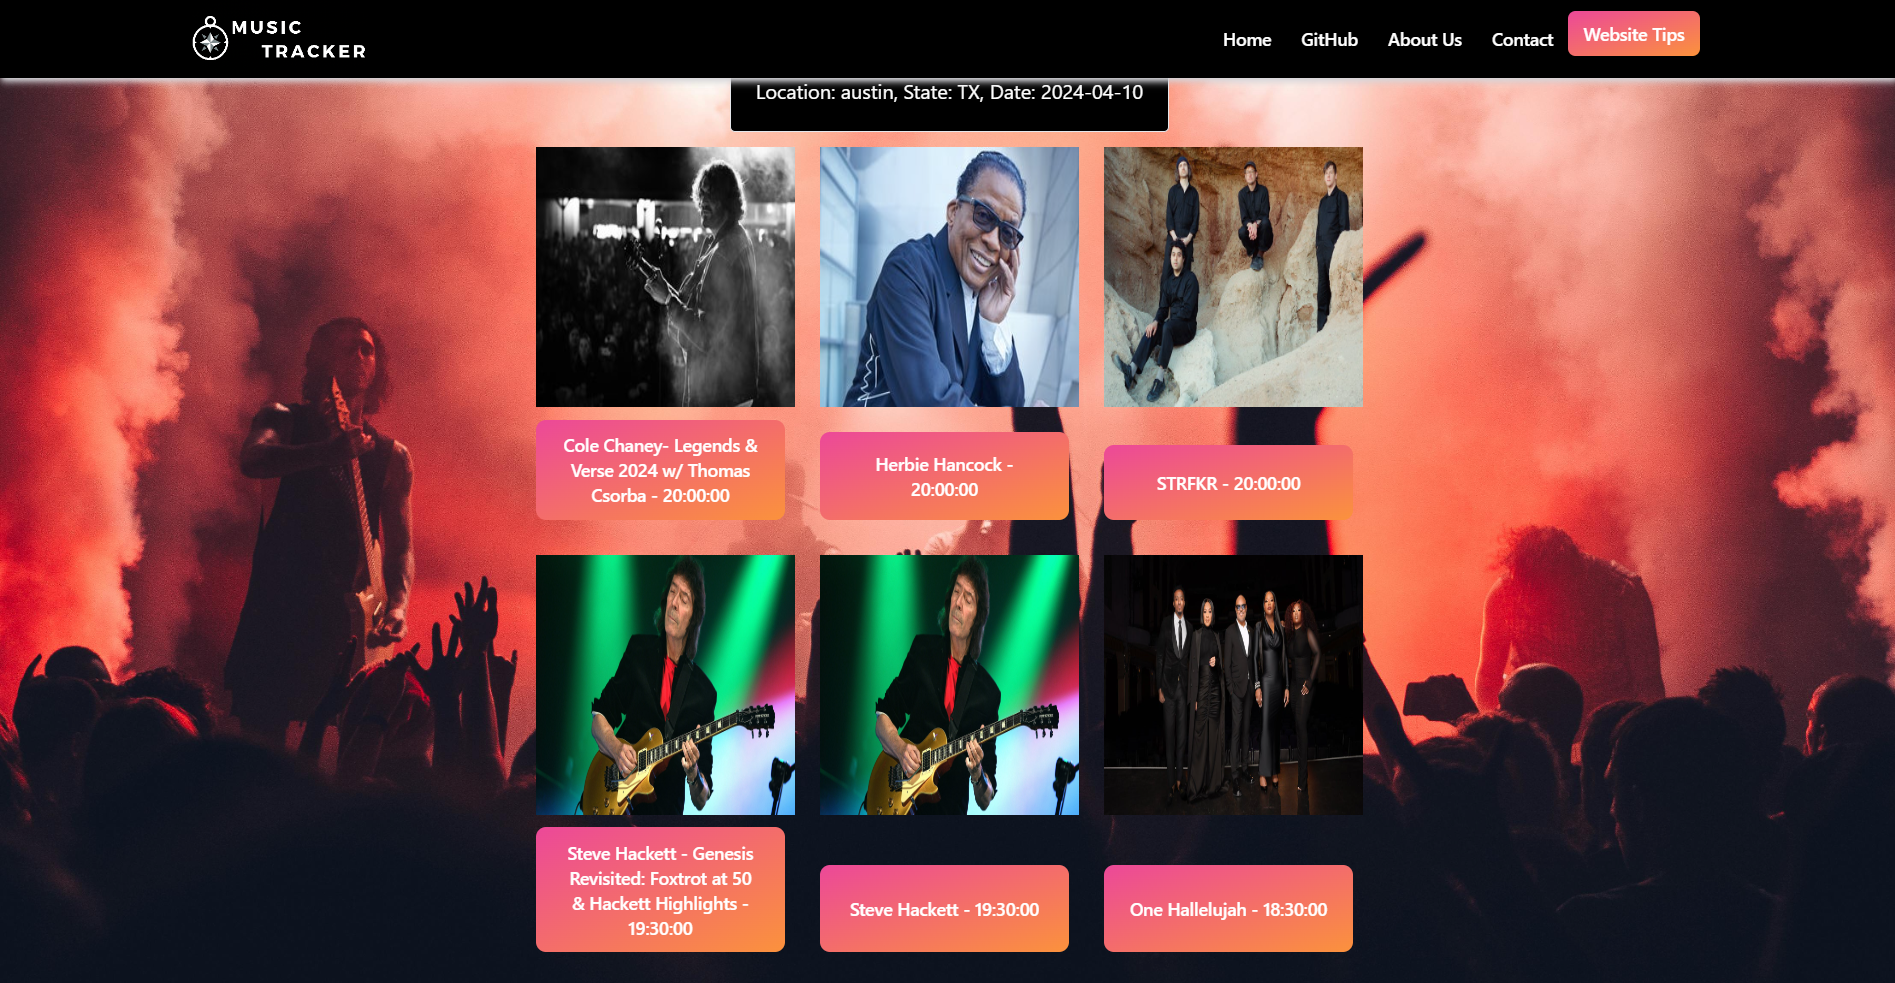 MUSIC
TRACKER
Home
GitHub
About Us
Contact
Website Tips
Location: austin, State: TX, Date: 2024-04-10
Cole Chaney- Legends &
Verse 2024 w/ Thomas
Csorba - 20:00:00
Herbie Hancock -
20:00:00
STRFKR - 20:00:00
Steve Hackett - Genesis
Revisited: Foxtrot at 50
& Hackett Highlights -
19:30:00
Steve Hackett - 19:30:00
One Hallelujah - 18:30:00